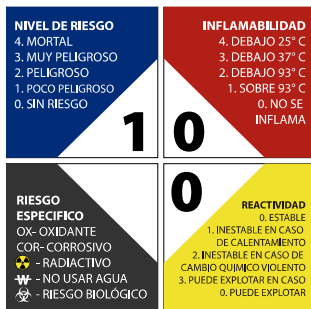 NIVEL DE RIESGO
4. MORTAL
3. MUY PELIGROSO
2. PELIGROSO
1. POCO PELIGROSO
0. SIN RIESGO
1
INFLAMABILIDAD
4. DEBAJO 25° C
3. DEBAJO 37° C
2. DEBAJO 93° C
1. SOBRE 93° C
0. NO SE
INFLAMA
0
RIESGO
ESPECIFICO
OX- OXIDANTE
COR- CORROSIVO
- RADIACTIVO
W - NO USAR AGUA
- RIESGO BIOLÓGICO
0
REACTIVIDAD
0. ESTABLE
1. INESTABLE EN CASO
DE CALENTAMIENTO
2. INESTABLE EN CASO DE
CAMBIO QUIMICO VIOLENTO
3. PUEDE EXPLOTAR EN CASO
0. PUEDE EXPLOTAR